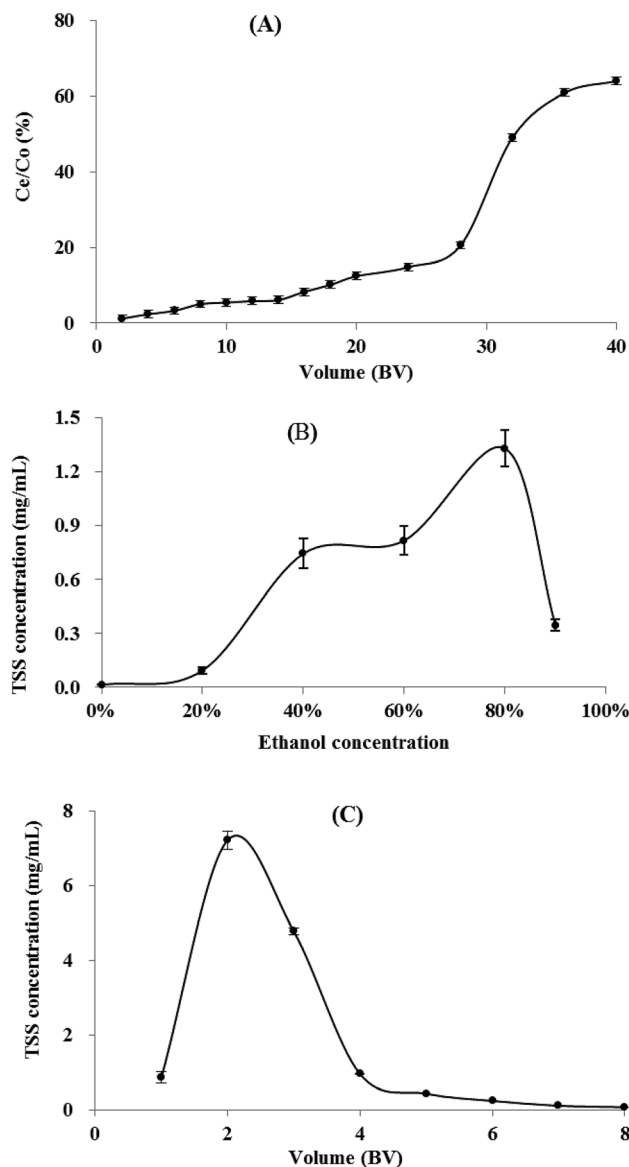 (A)
Ce/Co (%)
80
60
40
20
0
0 10 20 30 40
Volume (BV)
(B)
TSS concentration (mg/mL)
1.5
1.2
0.9
0.6
0.3
0.0
0% 20% 40% 60% 80% 100%
Ethanol concentration
(C)
TSS concentration (mg/mL)
8
6
4
2
0
0 2 4 6 8
Volume (BV)